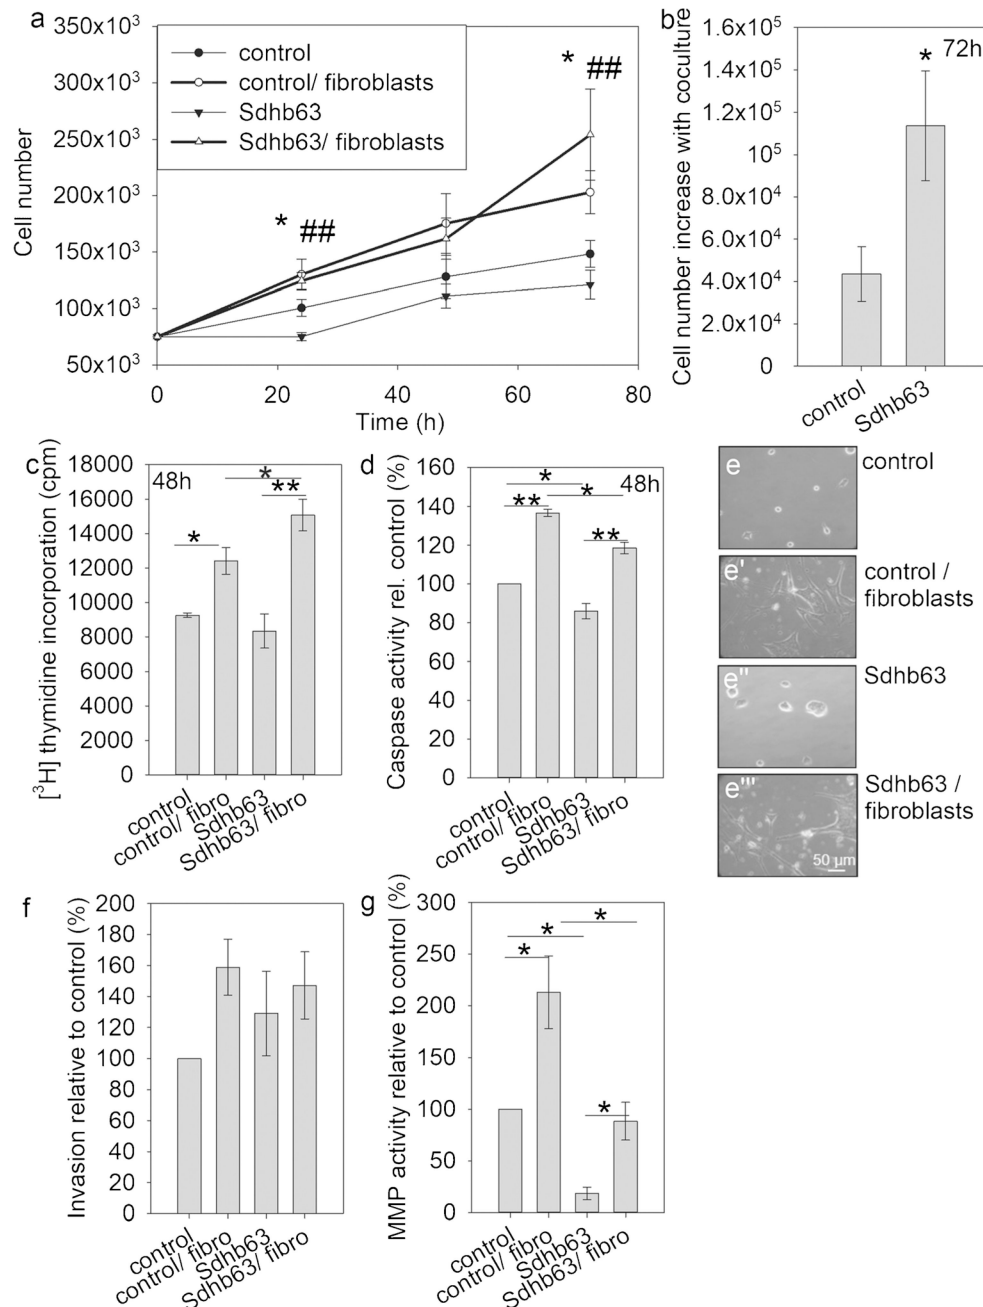 a
Cell number
350x10³
300x10³
250x10³
200x10³
150x10³
100x10³
50x10³
control
control/ fibroblasts
Sdhb63
Sdhb63/ fibroblasts
* ##
* ##
0 20 40 60 80
Time (h)
b
Cell number increase with coculture
1.6x10⁵
1.4x10⁵
1.2x10⁵
10⁵
8.0x10⁴
6.0x10⁴
4.0x10⁴
2.0x10⁴
0
* 72h
control
Sdhb63
c
[³H] thymidine incorporation (cpm)
18000
16000
14000
12000
10000
8000
6000
4000
2000
0
48h
*
*
**
control
control/ fibro
Sdhb63
Sdhb63/ fibro
d
Caspase activity rel. control (%)
160
140
120
100
80
60
40
20
0
48h
*
** *
**
control
control/ fibro
Sdhb63
Sdhb63/ fibro
e
control
e'
control /
fibroblasts
e''
Sdhb63
e'''
Sdhb63 /
fibroblasts
50 µm
f
Invasion relative to control (%)
200
180
160
140
120
100
80
60
40
20
0
control
control/ fibro
Sdhb63
Sdhb63/ fibro
g
MMP activity relative to control (%)
300
250
200
150
100
50
0
*
*
*
*
control
control/ fibro
Sdhb63
Sdhb63/ fibro